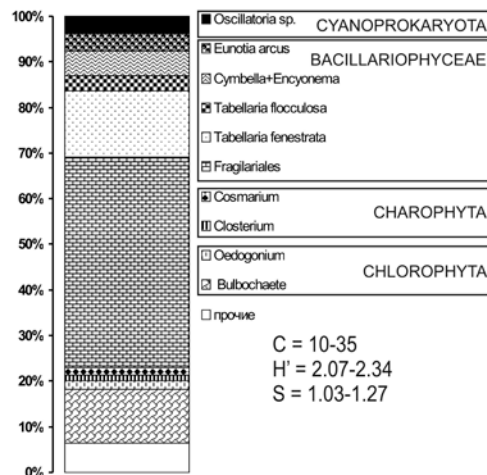 100%
90%
80%
70%
60%
50%
40%
30%
20%
10%
0%
Oscillatoria sp.
CYANOPROKARYOTA
Eunotia arcus
BACILLARIOPHYCEAE
Cymbella+Encyonema
Tabellaria flocculosa
Tabellaria fenestrata
Fragilariales
Cosmarium
CHAROPHYTA
Closterium
Oedogonium
CHLOROPHYTA
Bulbochaete
прочие
C = 10-35
H' = 2.07-2.34
S = 1.03-1.27